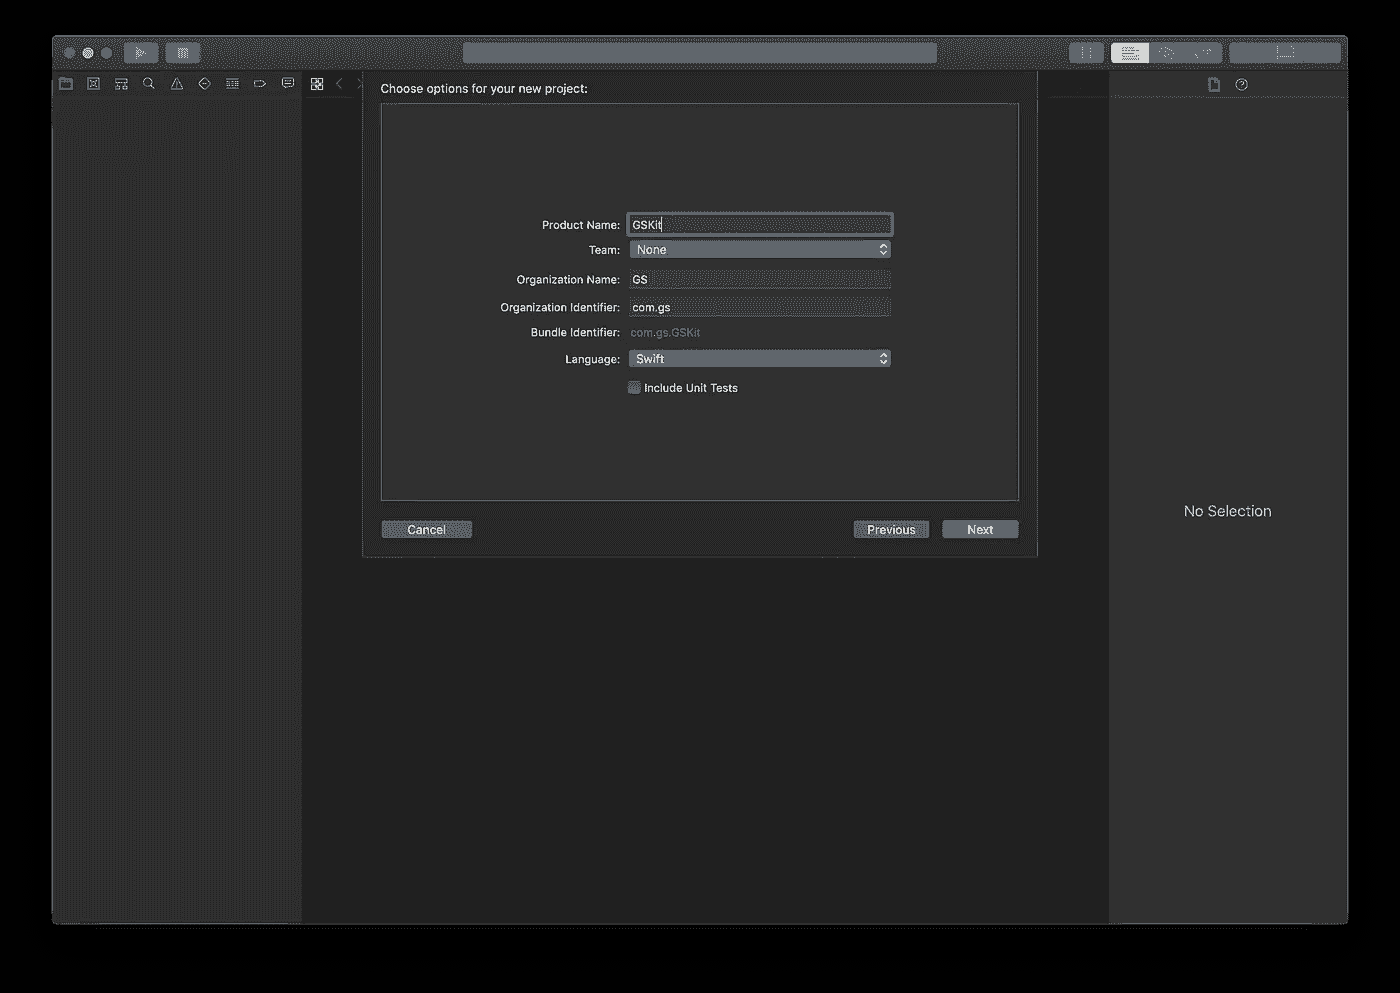 Choose options for your new project:
Product Name: GSKit
Team: None
Organization Name: GS
Organization Identifier: com.gs
Bundle Identifier: com.gs.GSKit
Language: Swift
Include Unit Tests
No Selection
Cancel Previous Next